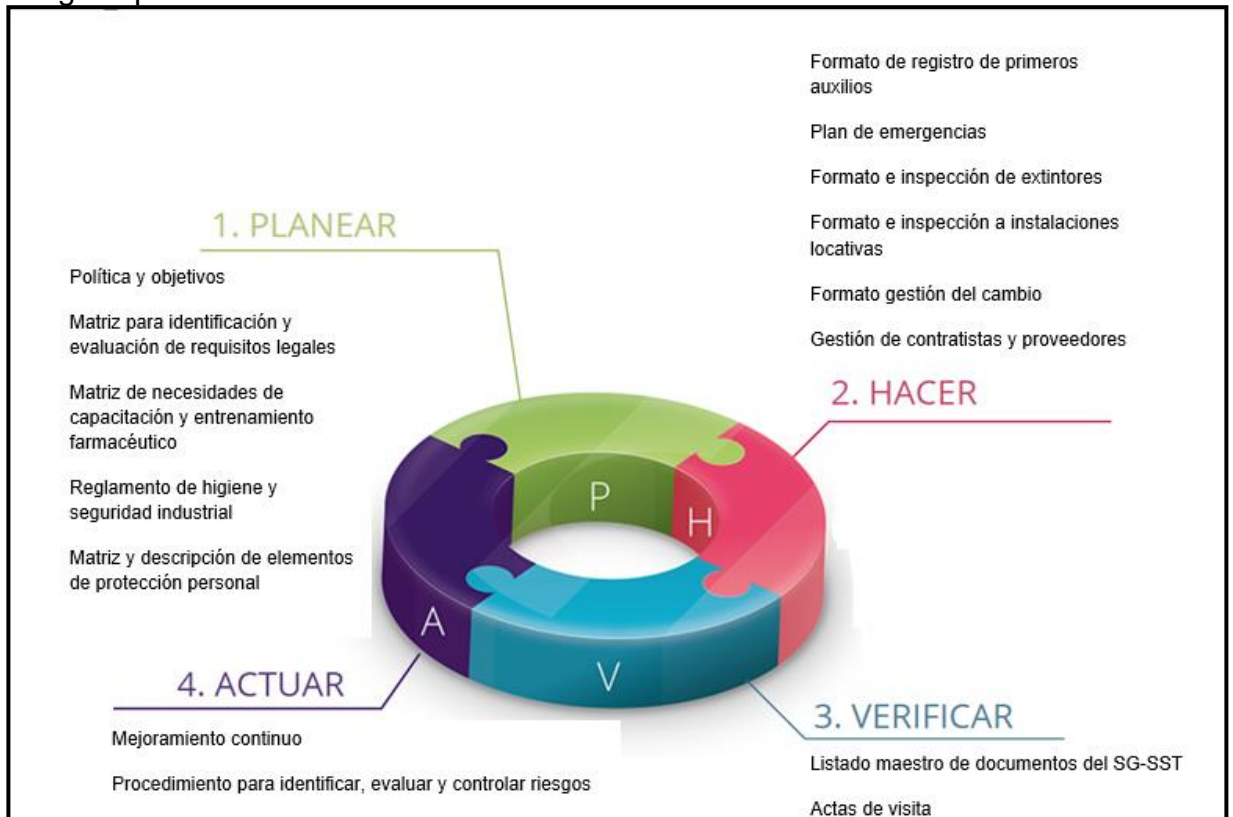 1. PLANEAR
Política y objetivos
Matriz para identificación y
evaluación de requisitos legales
Matriz de necesidades de
capacitación y entrenamiento
farmacéutico
Reglamento de higiene y
seguridad industrial
Matriz y descripción de elementos
de protección personal
Formato de registro de primeros
auxilios
Plan de emergencias
Formato e inspección de extintores
Formato e inspección a instalaciones
locativas
Formato gestión del cambio
Gestión de contratistas y proveedores
2. HACER
P
H
A
V
3. VERIFICAR
Listado maestro de documentos del SG-SST
Actas de visita
4. ACTUAR
Mejoramiento continuo
Procedimiento para identificar, evaluar y controlar riesgos